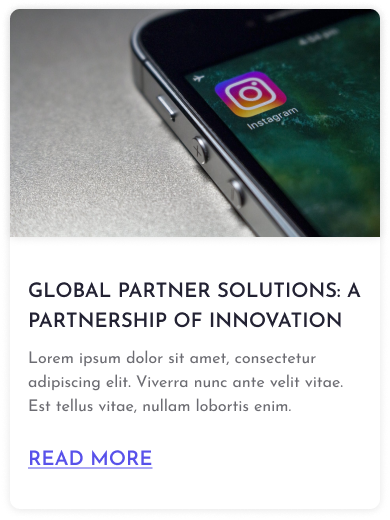 Instagram
GLOBAL PARTNER SOLUTIONS: A
PARTNERSHIP OF INNOVATION
Lorem ipsum dolor sit amet, consectetur
adipiscing elit. Viverra nunc ante velit vitae.
Est tellus vitae, nullam lobortis enim.
READ MORE